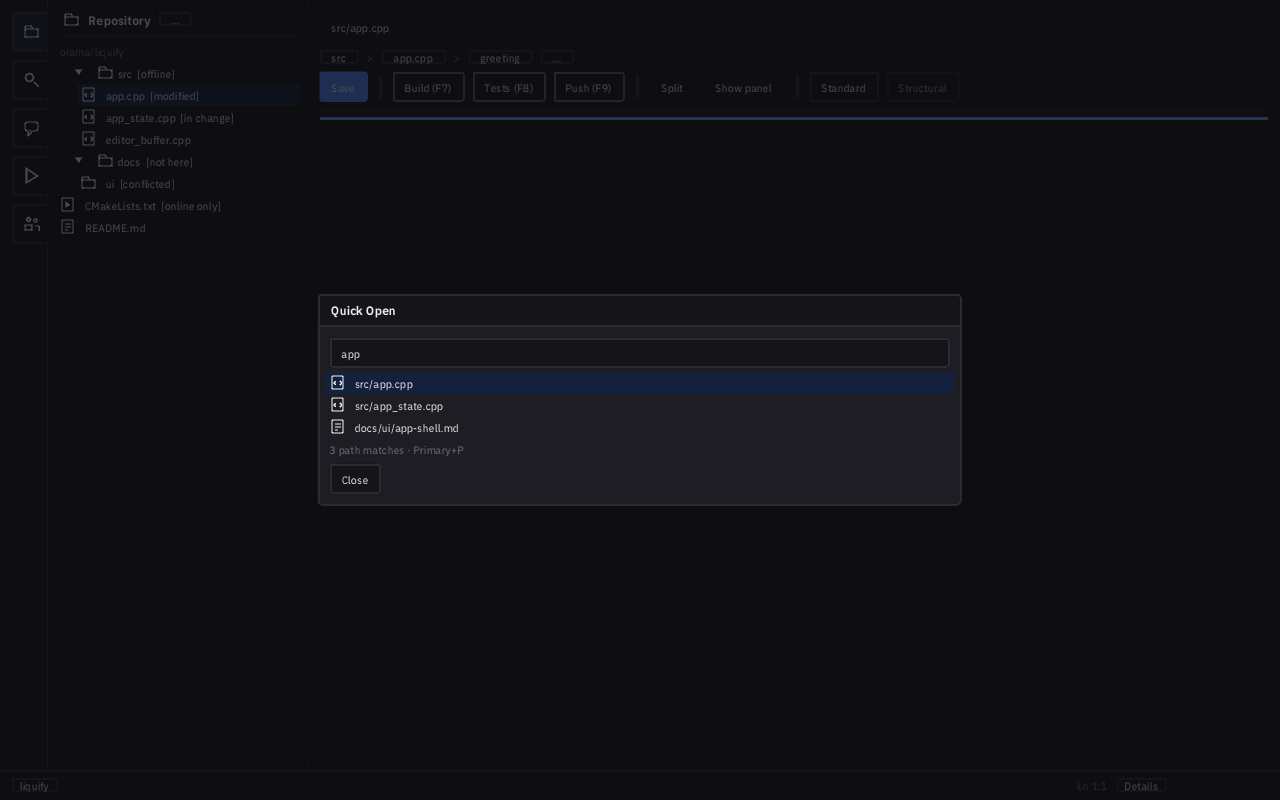 Repository ...
orama/liquify
src [offline]
app.cpp [modified]
app_state.cpp [in change]
editor_buffer.cpp
docs [not here]
ui [conflicted]
CMakeLists.txt [online only]
README.md
src/app.cpp
src > app.cpp > greeting ...
Save Build (F7) Tests (F8) Push (F9) Split Show panel Standard Structural
Quick Open
app
src/app.cpp
src/app_state.cpp
docs/ui/app-shell.md
3 path matches · Primary+P
Close
liquify Ln 1:1 Details